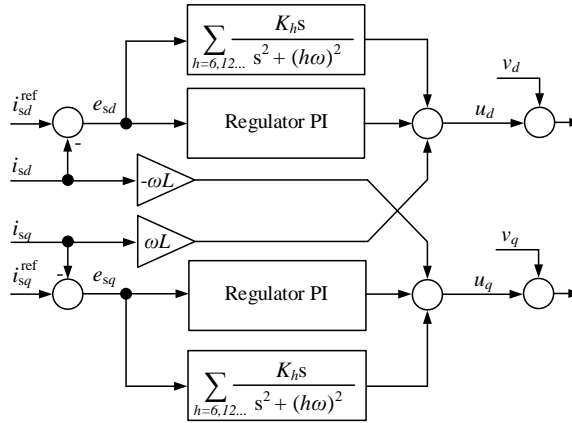 ∑ h=6,12... K_h s / s² + (hω)²
v_d
i_sd^ref
e_sd
Regulator PI
u_d
-
i_sd
-ωL
i_sq
ωL
v_q
-
i_sq^ref
e_sq
Regulator PI
u_q
∑ h=6,12... K_h s / s² + (hω)²